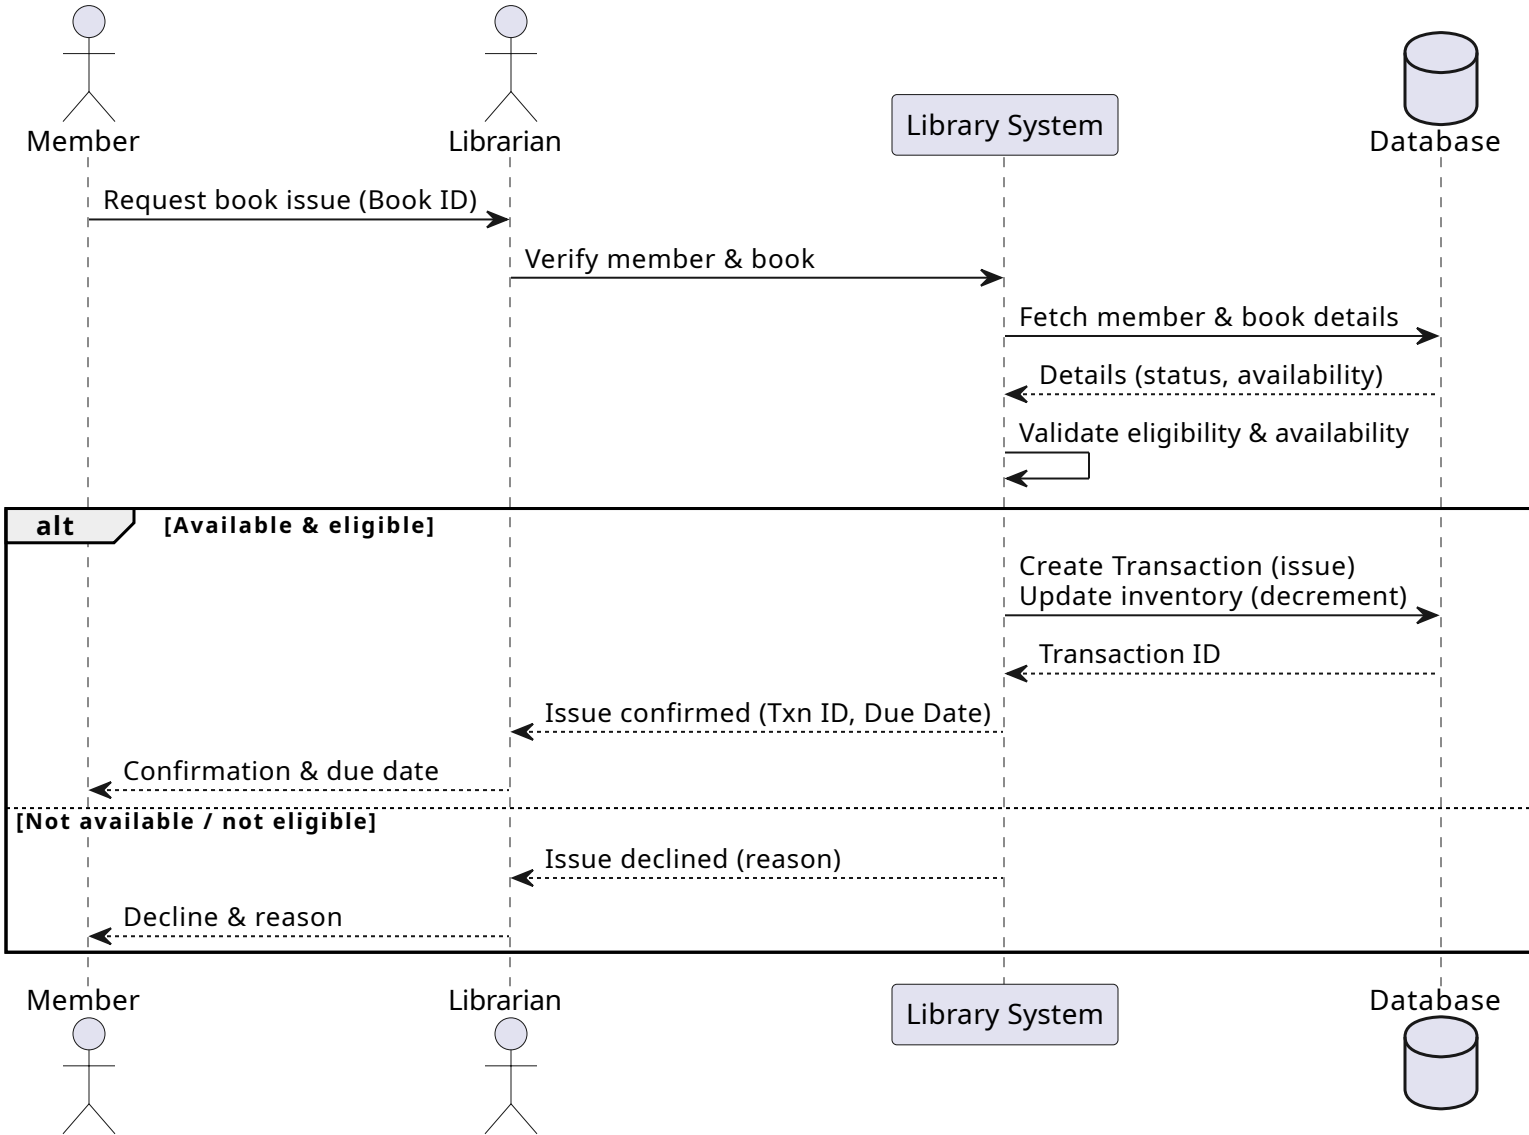 Member
Librarian
Library System
Database
Request book issue (Book ID)
Verify member & book
Fetch member & book details
Details (status, availability)
Validate eligibility & availability
alt
[Available & eligible]
Create Transaction (issue)
Update inventory (decrement)
Transaction ID
Issue confirmed (Txn ID, Due Date)
Confirmation & due date
[Not available / not eligible]
Issue declined (reason)
Decline & reason
Member
Librarian
Library System
Database